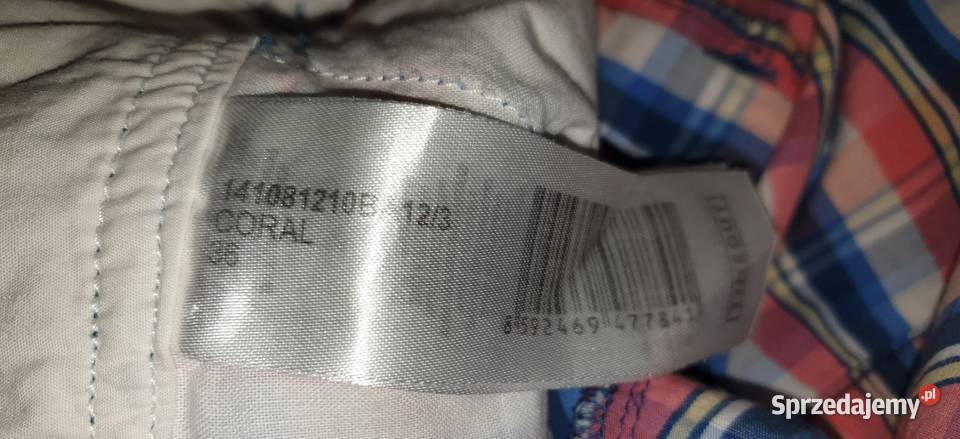 141081210B 12/3
CORAL
36
8592469 477841
Sprzedajemy.pl